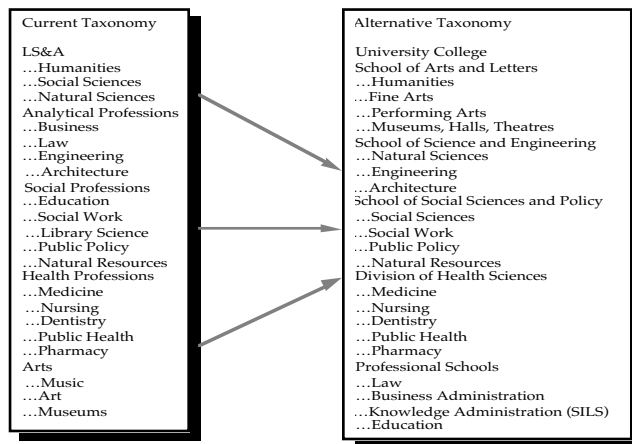 Current Taxonomy
LS&A
…Humanities
…Social Sciences
…Natural Sciences
Analytical Professions
…Business
…Law
…Engineering
…Architecture
Social Professions
…Education
…Social Work
…Library Science
…Public Policy
…Natural Resources
Health Professions
…Medicine
…Nursing
…Dentistry
…Public Health
…Pharmacy
Arts
…Music
…Art
…Museums
Alternative Taxonomy
University College
School of Arts and Letters
…Humanities
…Fine Arts
…Performing Arts
…Museums, Halls, Theatres
School of Science and Engineering
…Natural Sciences
…Engineering
…Architecture
School of Social Sciences and Policy
…Social Sciences
…Social Work
…Public Policy
…Natural Resources
Division of Health Sciences
…Medicine
…Nursing
…Dentistry
…Public Health
…Pharmacy
Professional Schools
…Law
…Business Administration
…Knowledge Administration (SILS)
…Education